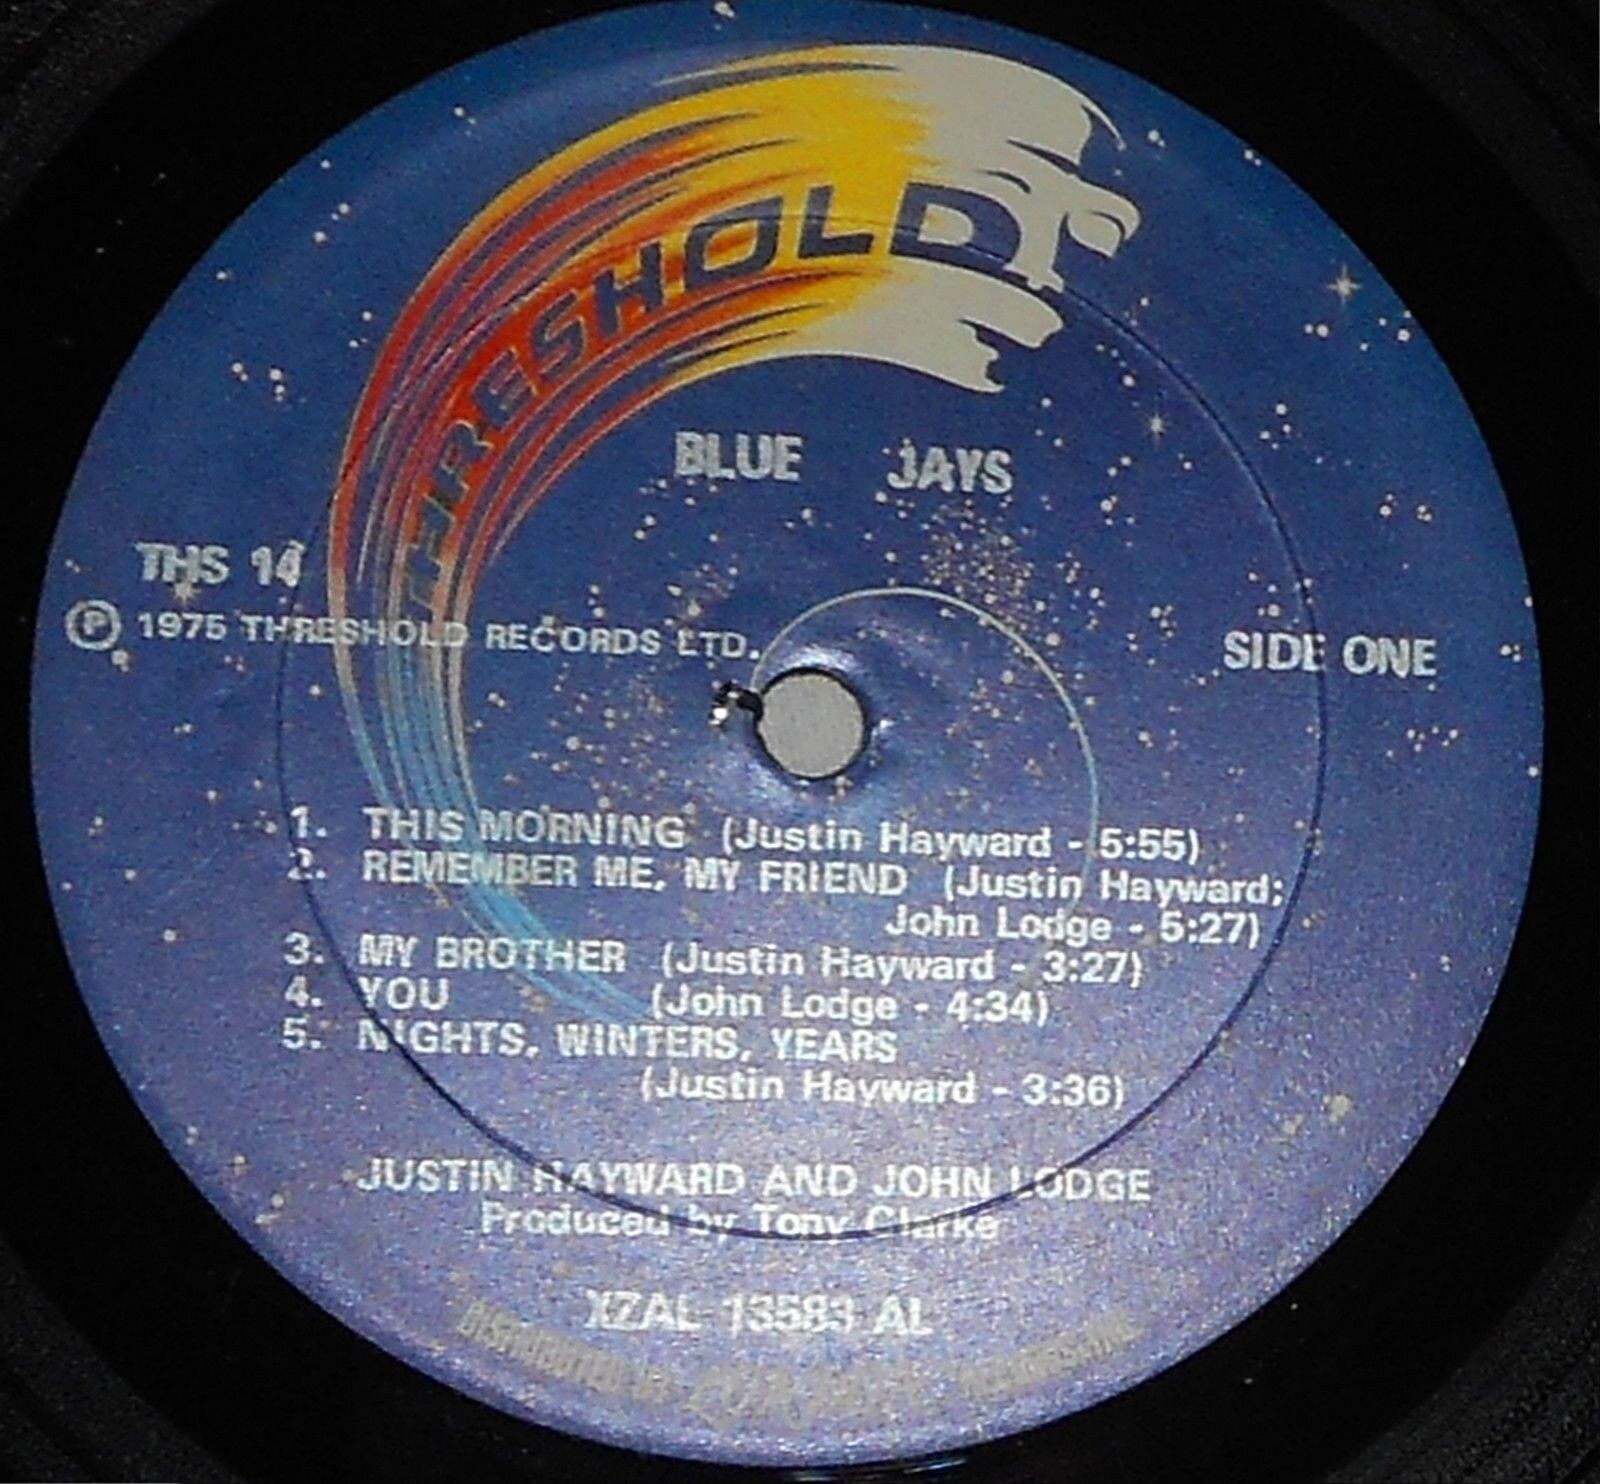 THRESHOLD
BLUE JAYS
THS 14
℗ 1975 THRESHOLD RECORDS LTD.
SIDE ONE
1. THIS MORNING (Justin Hayward - 5:55)
2. REMEMBER ME, MY FRIEND (Justin Hayward;
John Lodge - 5:27)
3. MY BROTHER (Justin Hayward - 3:27)
4. YOU (John Lodge - 4:34)
5. NIGHTS, WINTERS, YEARS
(Justin Hayward - 3:36)
JUSTIN HAYWARD AND JOHN LODGE
Produced by Tony Clarke
XZAL 13583 AL
DISTRIBUTED BY